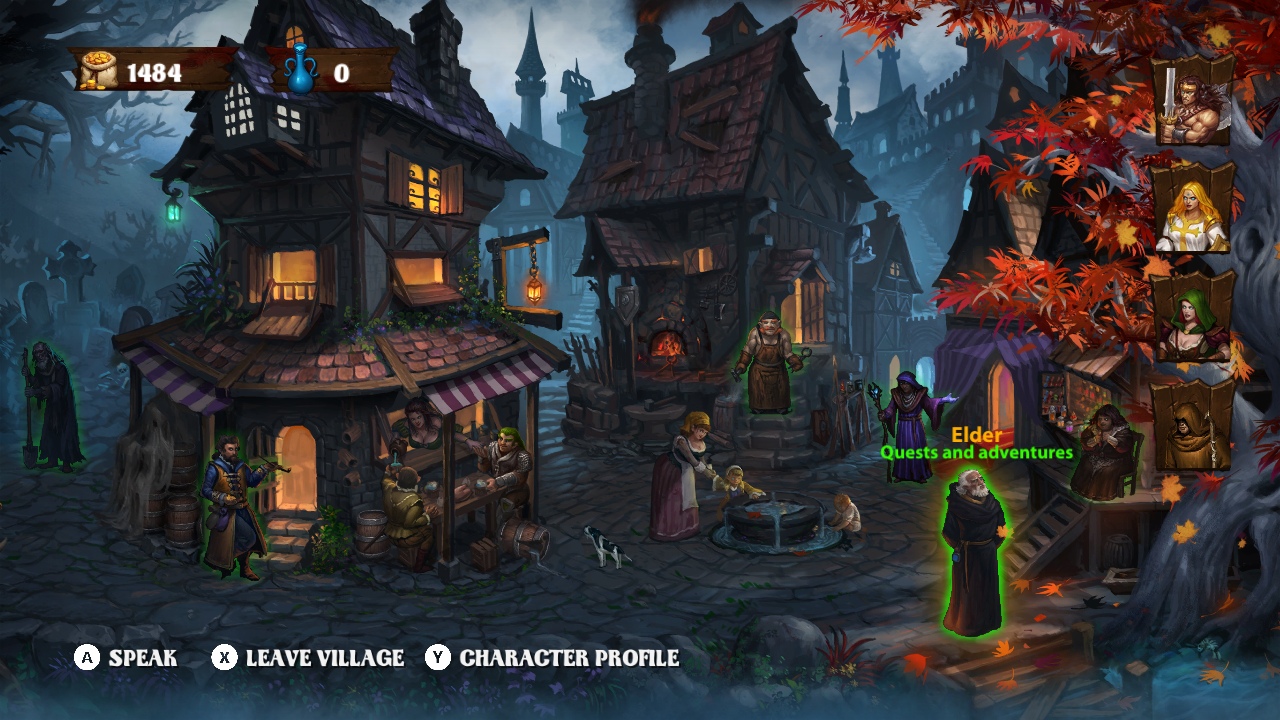 1484
0
Elder
Quests and adventures
A SPEAK X LEAVE VILLAGE Y CHARACTER PROFILE